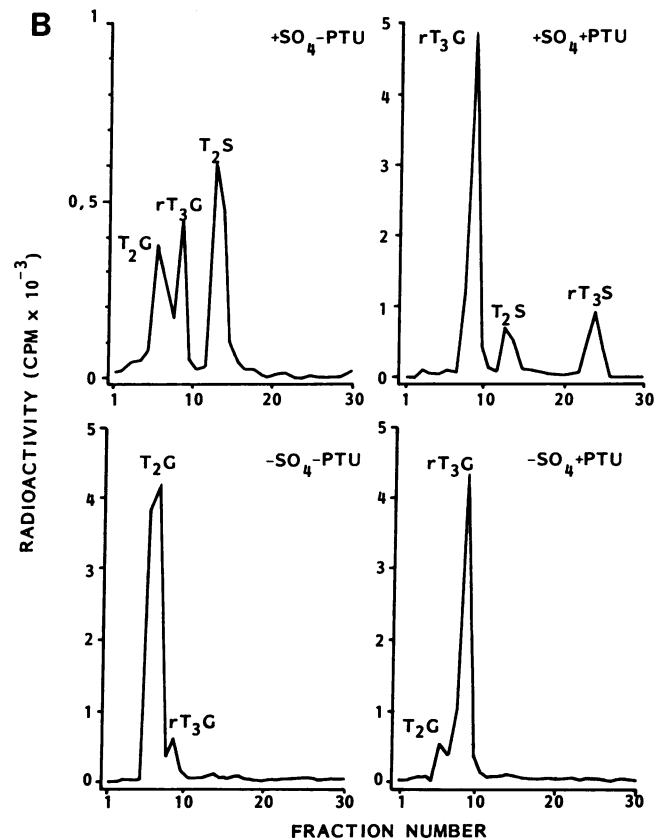 B
+SO4-PTU
1
0,5
0
T2G
rT3G
T2S
1 10 20 30
+SO4+PTU
5
4
3
2
1
0
rT3G
T2S
rT3S
1 10 20 30
-SO4-PTU
5
4
3
2
1
0
T2G
rT3G
1 10 20 30
-SO4+PTU
5
4
3
2
1
0
T2G
rT3G
1 10 20 30
RADIOACTIVITY (CPM x 10-3)
FRACTION NUMBER